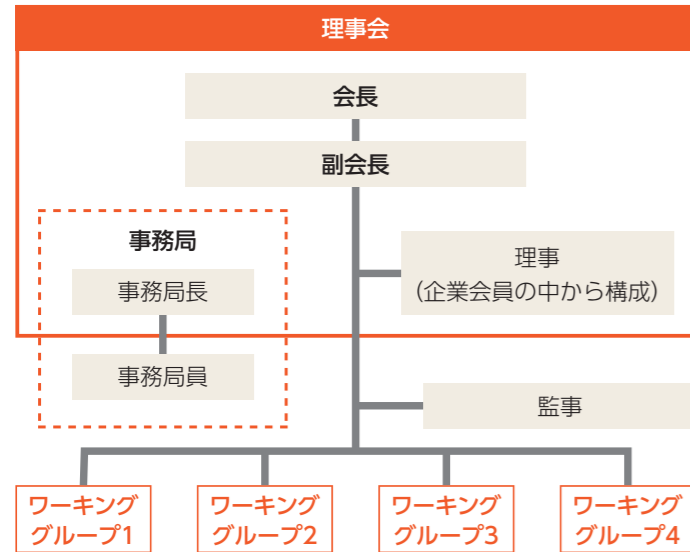 理事会
会長
副会長
事務局
事務局長
事務局員
理事
(企業会員の中から構成)
監事
ワーキング
グループ1
ワーキング
グループ2
ワーキング
グループ3
ワーキング
グループ4